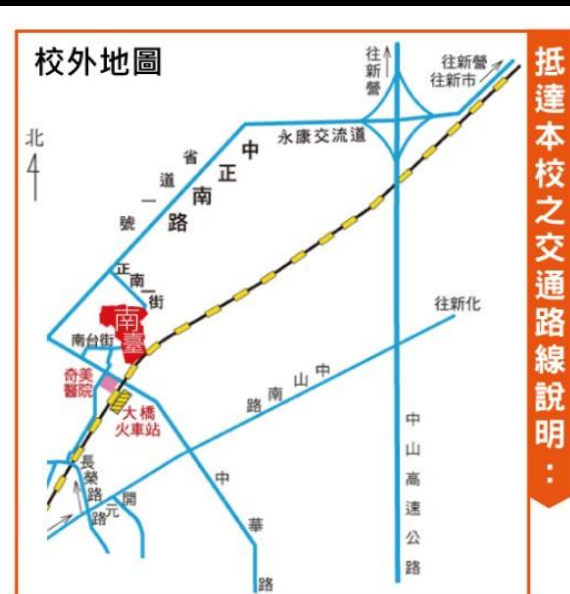 校外地圖
抵達本校之交通路線說明：
北
往新營
往新營
往新市
永康交流道
中正南路
省道一號
正南一街
南臺
南台街
奇美
醫院
大橋
火車站
往新化
中山南路
中山高速公路
中華路
長榮路
開元路